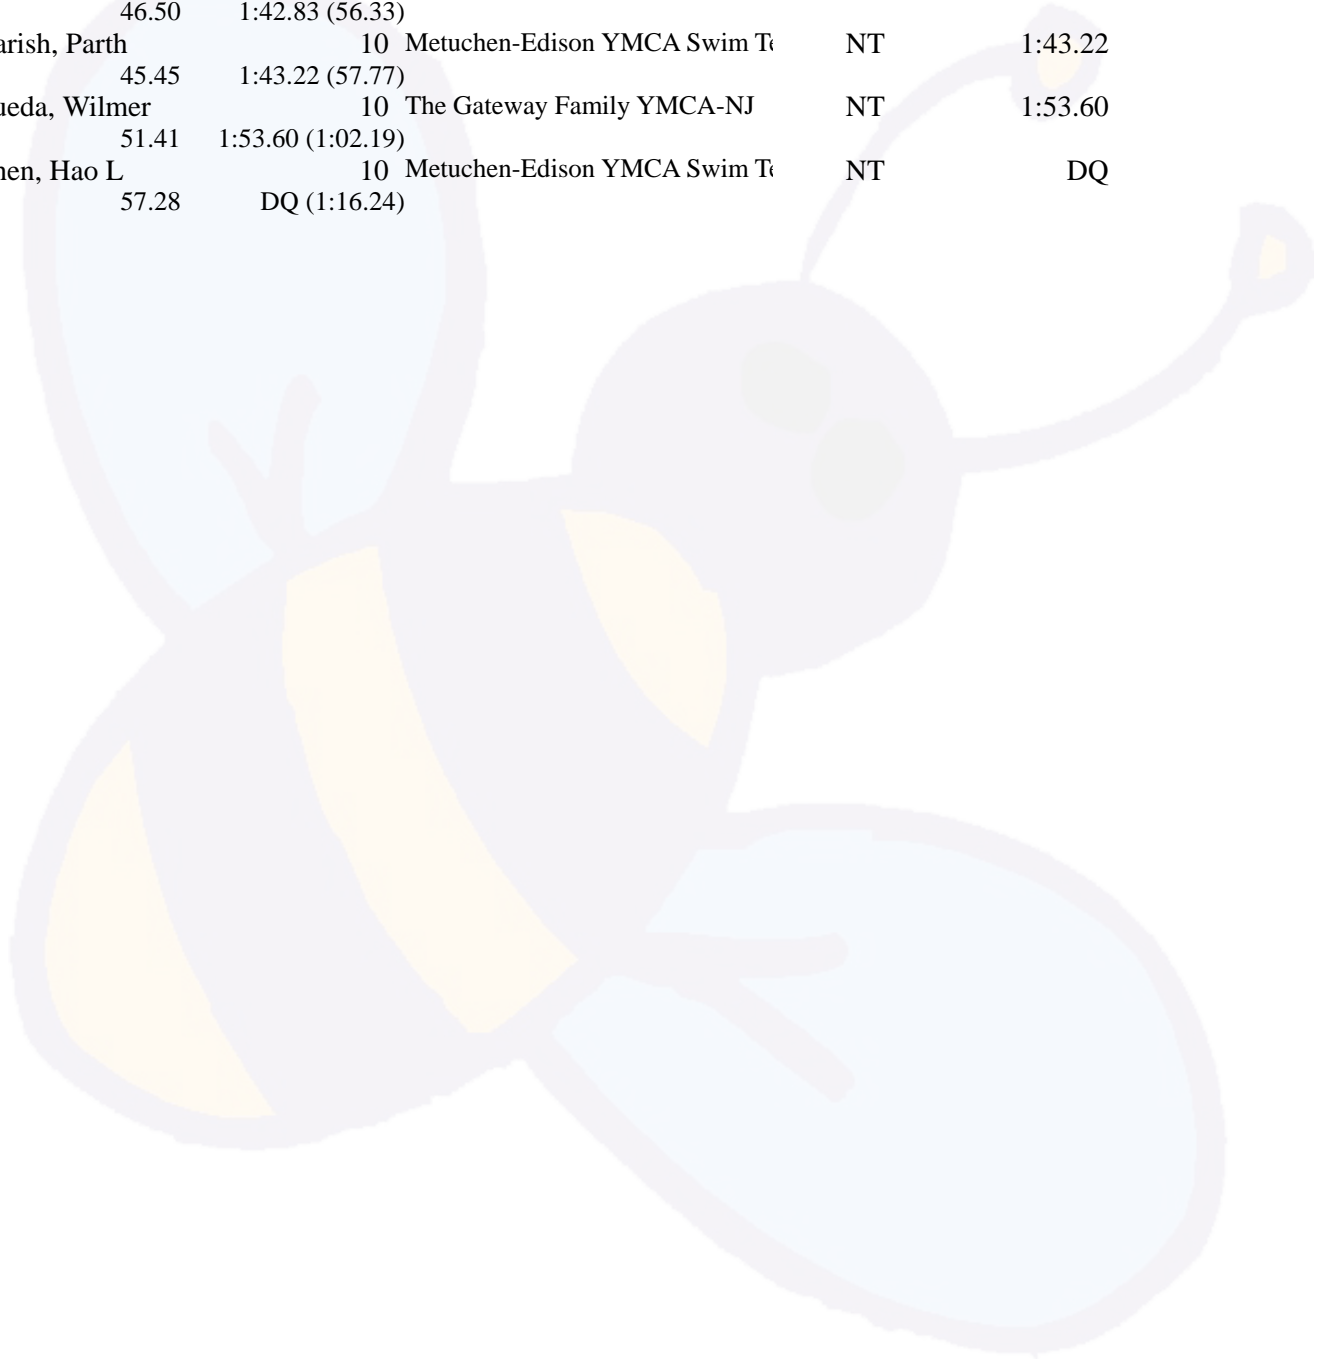 46.50 1:42.83 (56.33)
arish, Parth 10 Metuchen-Edison YMCA Swim Te NT 1:43.22
45.45 1:43.22 (57.77)
ueda, Wilmer 10 The Gateway Family YMCA-NJ NT 1:53.60
51.41 1:53.60 (1:02.19)
hen, Hao L 10 Metuchen-Edison YMCA Swim Te NT DQ
57.28 DQ (1:16.24)